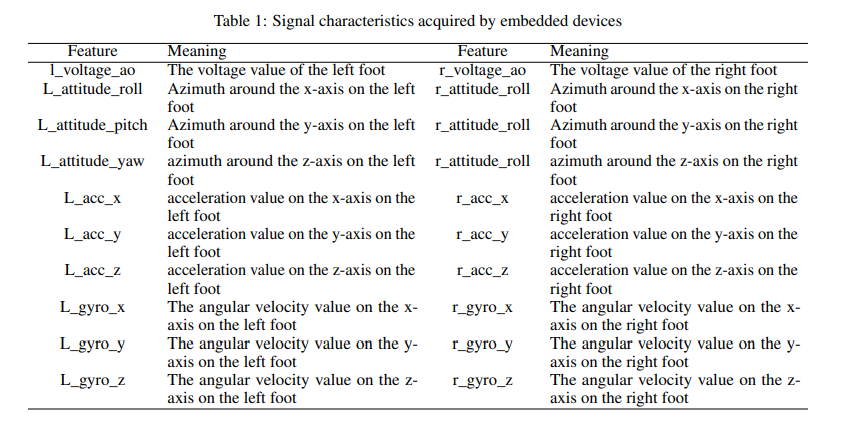 Table 1: Signal characteristics acquired by embedded devices
Feature Meaning Feature Meaning
l_voltage_ao The voltage value of the left foot r_voltage_ao The voltage value of the right foot
L_attitude_roll Azimuth around the x-axis on the left r_attitude_roll Azimuth around the x-axis on the right
foot foot
L_attitude_pitch Azimuth around the y-axis on the left r_attitude_roll Azimuth around the y-axis on the right
foot foot
L_attitude_yaw azimuth around the z-axis on the left r_attitude_roll azimuth around the z-axis on the right
foot foot
L_acc_x acceleration value on the x-axis on the r_acc_x acceleration value on the x-axis on the
left foot right foot
L_acc_y acceleration value on the y-axis on the r_acc_y acceleration value on the y-axis on the
left foot right foot
L_acc_z acceleration value on the z-axis on the r_acc_z acceleration value on the z-axis on the
left foot right foot
L_gyro_x The angular velocity value on the x- r_gyro_x The angular velocity value on the x-
axis on the left foot axis on the right foot
L_gyro_y The angular velocity value on the y- r_gyro_y The angular velocity value on the y-
axis on the left foot axis on the right foot
L_gyro_z The angular velocity value on the z- r_gyro_z The angular velocity value on the z-
axis on the left foot axis on the right foot